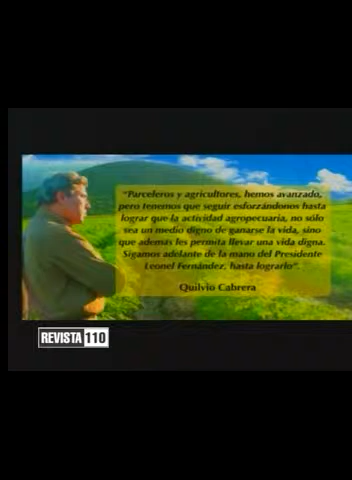 "Parceleros y agricultores, hemos avanzado,
pero tenemos que seguir esforzándonos hasta
lograr que la actividad agropecuaria, no sólo
sea un medio digno de ganarse la vida, sino
que además les permita llevar una vida digna.
Sigamos adelante de la mano del Presidente
Leonel Fernández, hasta lograrlo".
Quilvio Cabrera
REVISTA 110